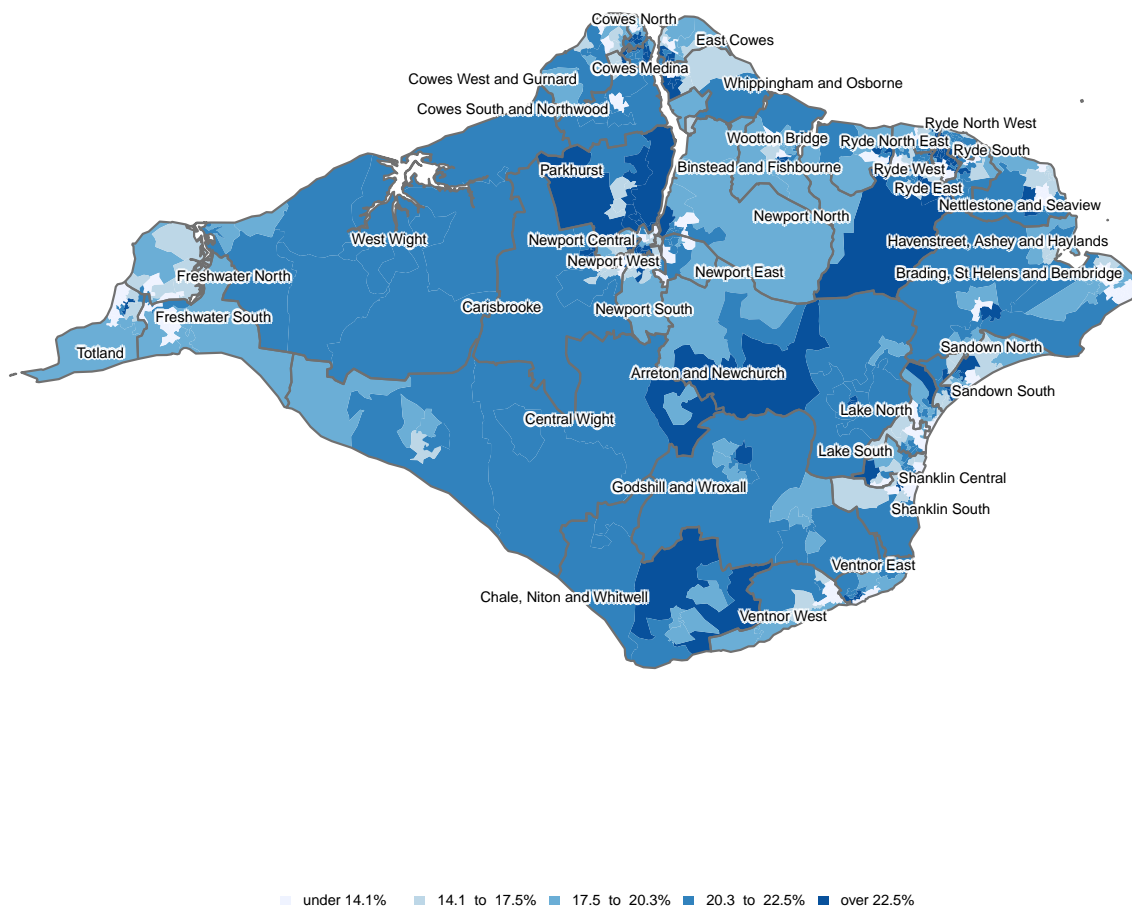 Cowes North
East Cowes
Cowes Medina
Cowes West and Gurnard
Whippingham and Osborne
Cowes South and Northwood
Ryde North West
Wootton Bridge
Ryde North East
Ryde South
Parkhurst
Binstead and Fishbourne
Ryde West
Ryde East
Nettlestone and Seaview
Newport North
West Wight
Newport Central
Havenstreet, Ashey and Haylands
Newport West
Freshwater North
Newport East
Brading, St Helens and Bembridge
Carisbrooke
Newport South
Freshwater South
Sandown North
Totland
Arreton and Newchurch
Sandown South
Lake North
Central Wight
Lake South
Shanklin Central
Godshill and Wroxall
Shanklin South
Ventnor East
Chale, Niton and Whitwell
Ventnor West
under 14.1% 14.1 to 17.5% 17.5 to 20.3% 20.3 to 22.5% over 22.5%